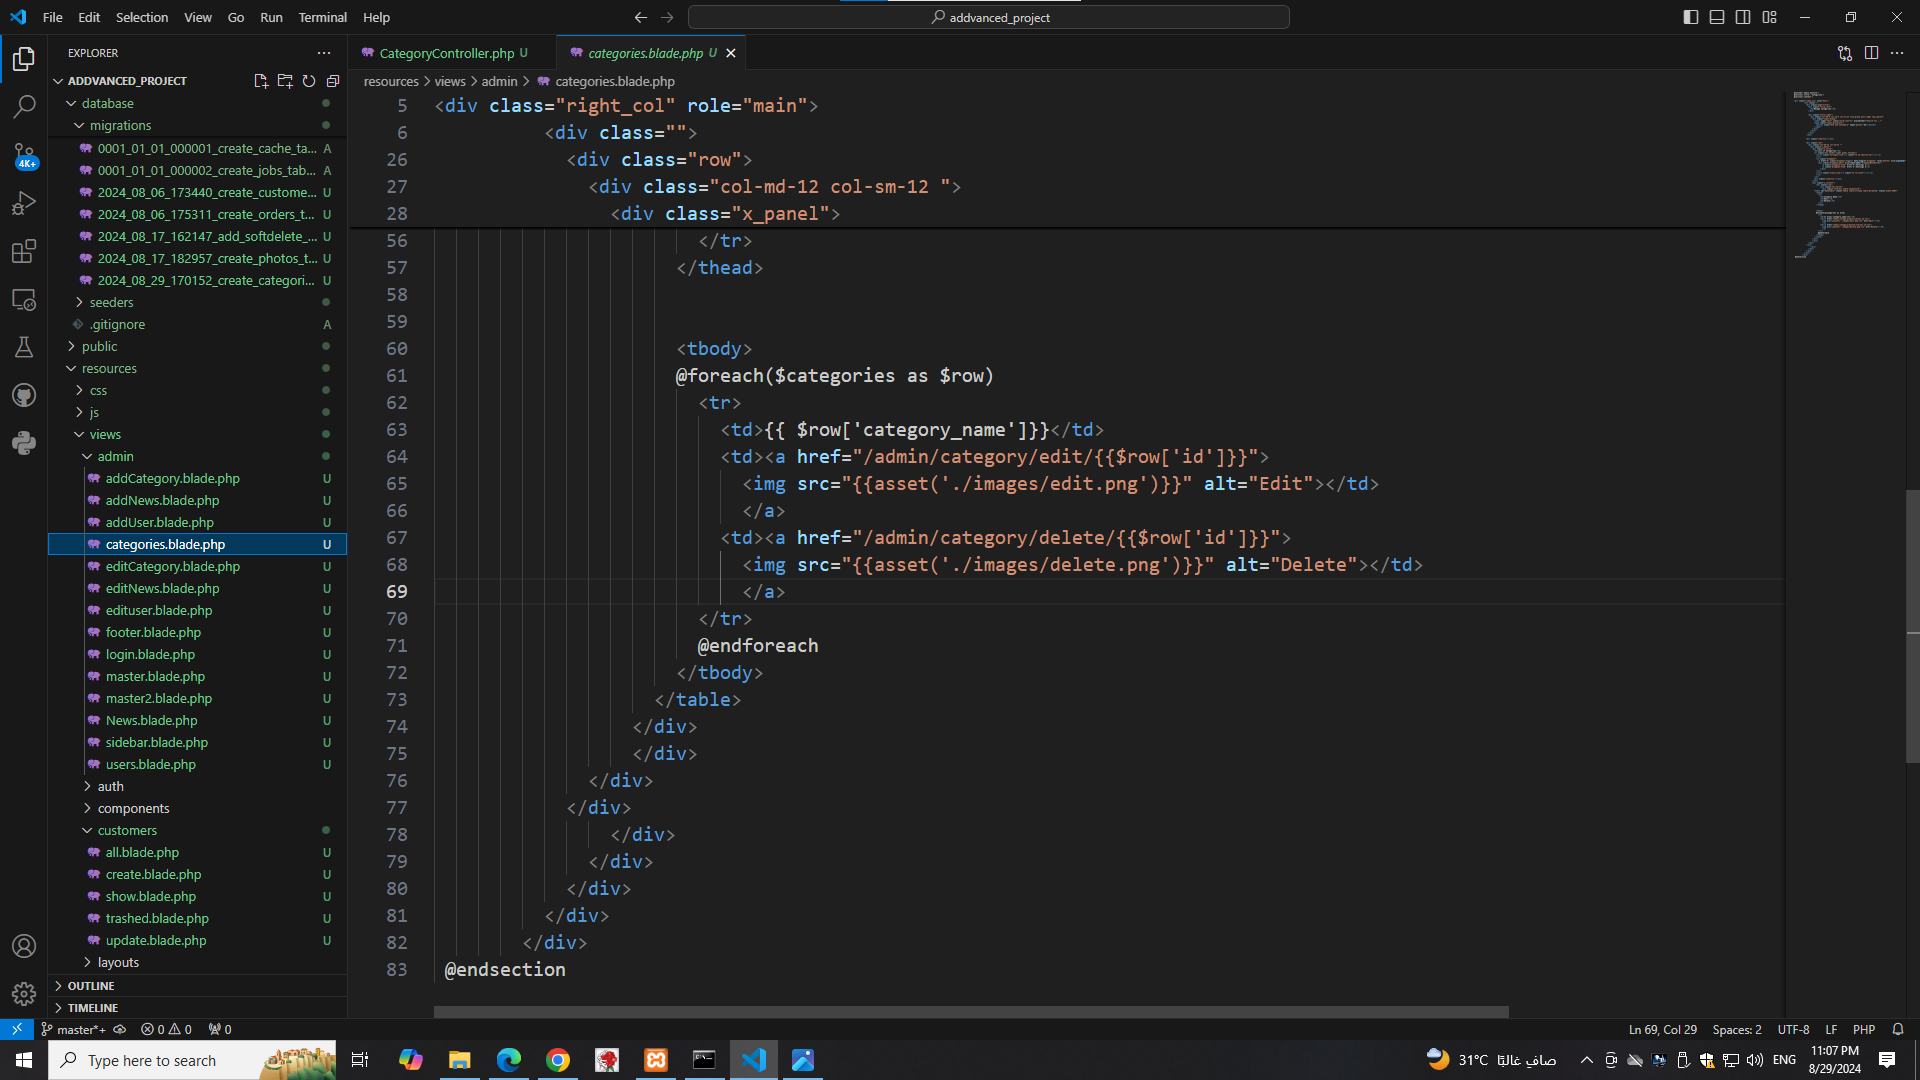 File Edit Selection View Go Run Terminal Help
addvanced_project
EXPLORER
ADDVANCED_PROJECT
database
migrations
0001_01_01_000001_create_cache_ta... A
0001_01_01_000002_create_jobs_tab... A
2024_08_06_173440_create_custome... U
2024_08_06_175311_create_orders_t... U
2024_08_17_162147_add_softdelete_... U
2024_08_17_182957_create_photos_t... U
2024_08_29_170152_create_categori... U
seeders
.gitignore A
public
resources
css
js
views
admin
addCategory.blade.php U
addNews.blade.php U
addUser.blade.php U
categories.blade.php U
editCategory.blade.php U
editNews.blade.php U
edituser.blade.php U
footer.blade.php U
login.blade.php U
master.blade.php U
master2.blade.php U
News.blade.php U
sidebar.blade.php U
users.blade.php U
auth
components
customers
all.blade.php U
create.blade.php U
show.blade.php U
trashed.blade.php U
update.blade.php U
layouts
OUTLINE
TIMELINE
4K+
CategoryController.php U
categories.blade.php U
resources > views > admin > categories.blade.php
5 <div class="right_col" role="main">
6 <div class="">
26 <div class="row">
27 <div class="col-md-12 col-sm-12 ">
28 <div class="x_panel">
56 </tr>
57 </thead>
58
59
60 <tbody>
61 @foreach($categories as $row)
62 <tr>
63 <td>{{ $row['category_name']}}</td>
64 <td><a href="/admin/category/edit/{{$row['id']}}">
65 <img src="{{asset('./images/edit.png')}}" alt="Edit"></td>
66 </a>
67 <td><a href="/admin/category/delete/{{$row['id']}}">
68 <img src="{{asset('./images/delete.png')}}" alt="Delete"></td>
69 </a>
70 </tr>
71 @endforeach
72 </tbody>
73 </table>
74 </div>
75 </div>
76 </div>
77 </div>
78 </div>
79 </div>
80 </div>
81 </div>
82 </div>
83 @endsection
master*+ 0 0 0
Ln 69, Col 29 Spaces: 2 UTF-8 LF PHP
Type here to search
31°C صاف غالبًا
ENG
11:07 PM
8/29/2024